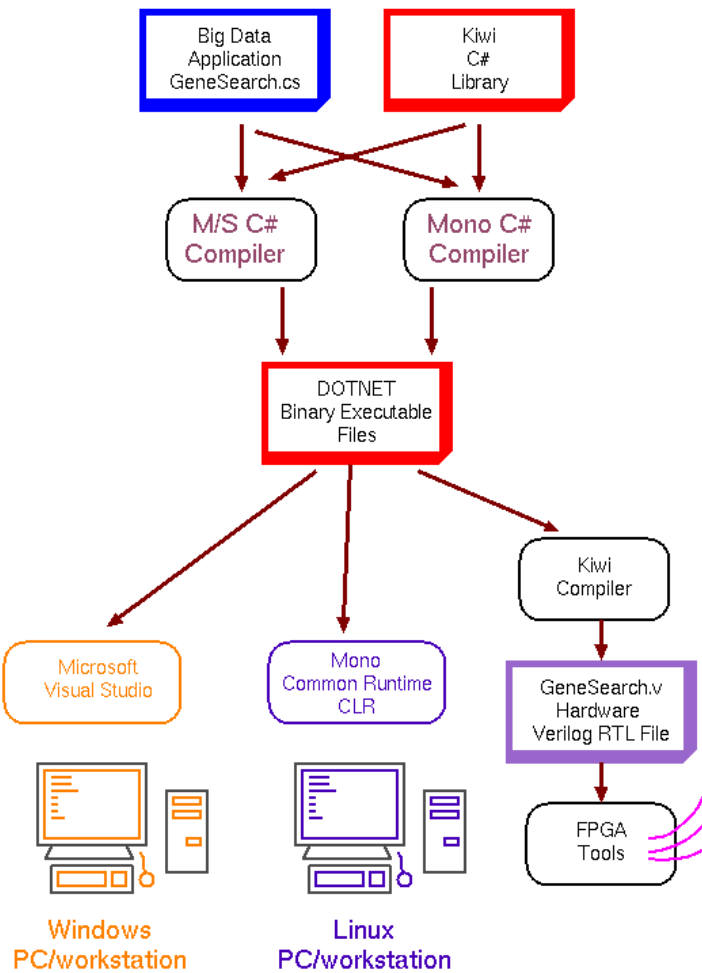 Big Data
Application
GeneSearch.cs
Kiwi
C#
Library
M/S C#
Compiler
Mono C#
Compiler
DOTNET
Binary Executable
Files
Kiwi
Compiler
Microsoft
Visual Studio
Mono
Common Runtime
CLR
GeneSearch.v
Hardware
Verilog RTL File
FPGA
Tools
Windows
PC/workstation
Linux
PC/workstation